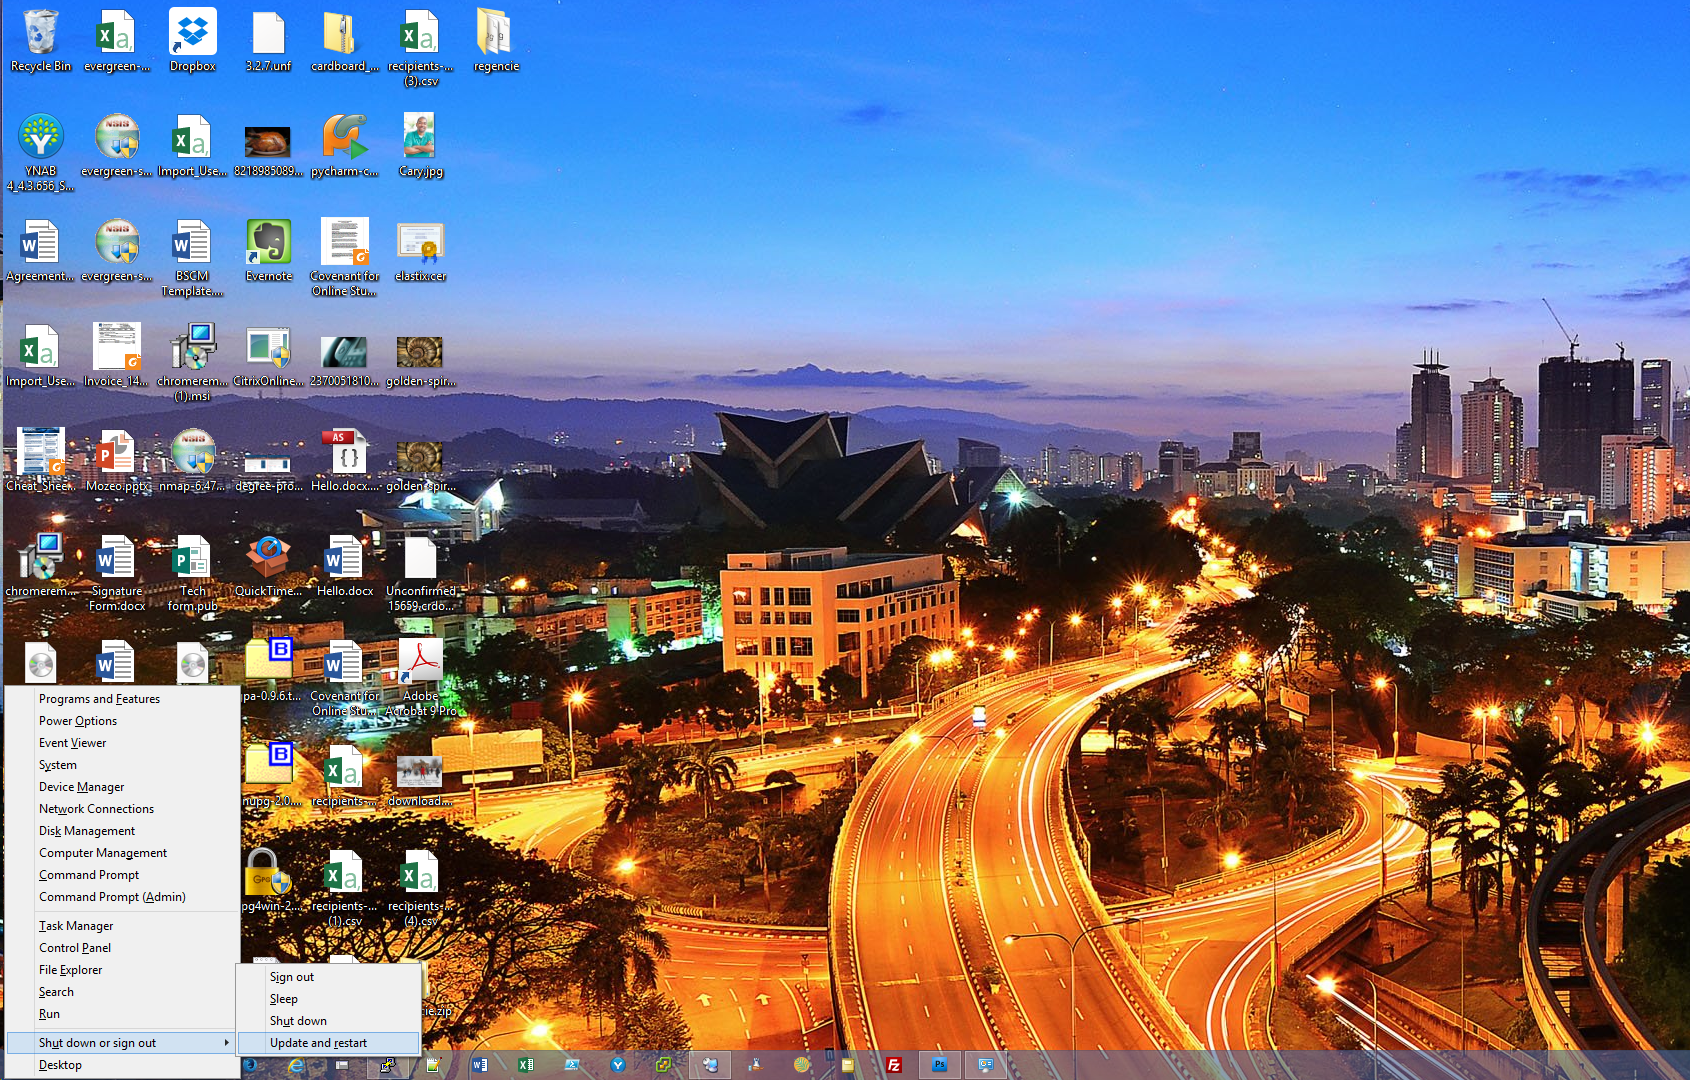 Recycle Bin
evergreen-...
Dropbox
3.2.7.unf
cardboard_...
recipients-...
(3).csv
regencie
YNAB
4_4.3.656_S...
evergreen-s...
Import_Use...
8218985089...
pycharm-c...
Cary.jpg
Agreement...
evergreen-s...
BSCM
Template....
Evernote
Covenant for
Online Stu...
elastix.cer
Import_Use...
Invoice_14...
chromerem...
(1).msi
CitrixOnline...
2370051810...
golden-spir...
Cheat_Shee...
Mozeo.pptx
nmap-6.47...
degree-pro...
Hello.docx....
golden-spir...
chromerem...
Signature
Form.docx
Tech
form.pub
QuickTime...
Hello.docx
Unconfirmed
15659.crdo...
pa-0.9.6.t...
Covenant for
Online Stu...
Adobe
Acrobat 9 Pro
nupg-2.0....
recipients-...
download....
pg4win-2....
recipients-...
(1).csv
recipients-...
(4).csv
cie.zip
Programs and Features
Power Options
Event Viewer
System
Device Manager
Network Connections
Disk Management
Computer Management
Command Prompt
Command Prompt (Admin)
Task Manager
Control Panel
File Explorer
Search
Run
Shut down or sign out
Desktop
Sign out
Sleep
Shut down
Update and restart